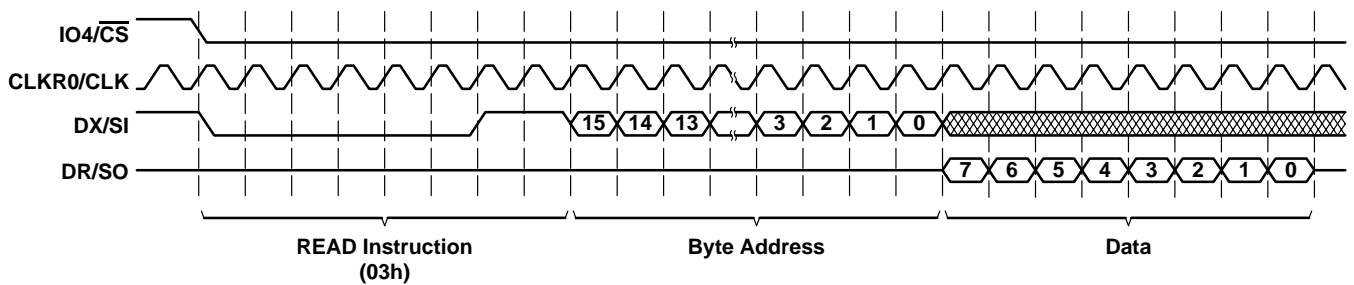 IO4/CS
CLKR0/CLK
DX/SI 15 14 13 3 2 1 0
DR/SO 7 6 5 4 3 2 1 0
READ Instruction Byte Address Data
(03h)